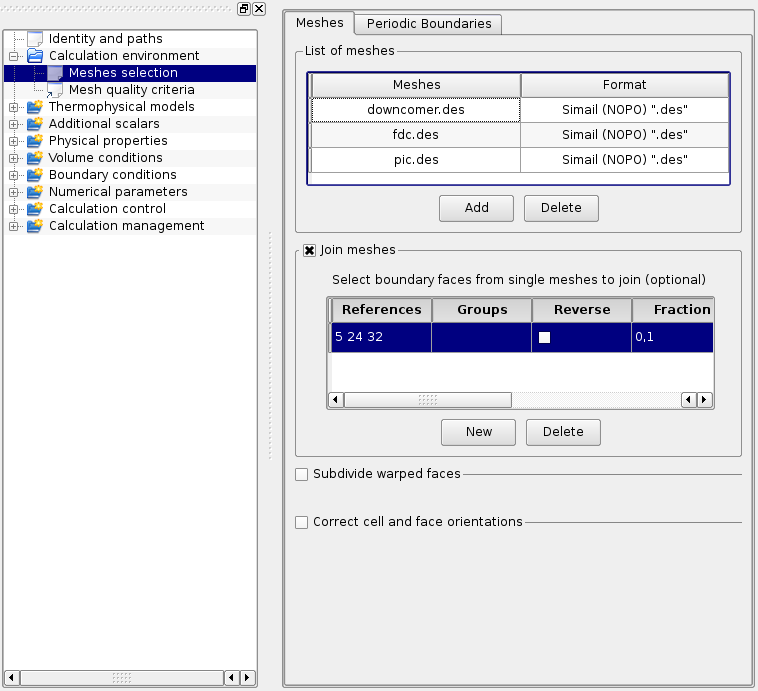 Identity and paths
Calculation environment
Meshes selection
Mesh quality criteria
Thermophysical models
Additional scalars
Physical properties
Volume conditions
Boundary conditions
Numerical parameters
Calculation control
Calculation management
Meshes Periodic Boundaries
List of meshes
Meshes Format
downcomer.des Simail (NOPO) ".des"
fdc.des Simail (NOPO) ".des"
pic.des Simail (NOPO) ".des"
Add Delete
Join meshes
Select boundary faces from single meshes to join (optional)
References Groups Reverse Fraction
5 24 32 0,1
New Delete
Subdivide warped faces
Correct cell and face orientations